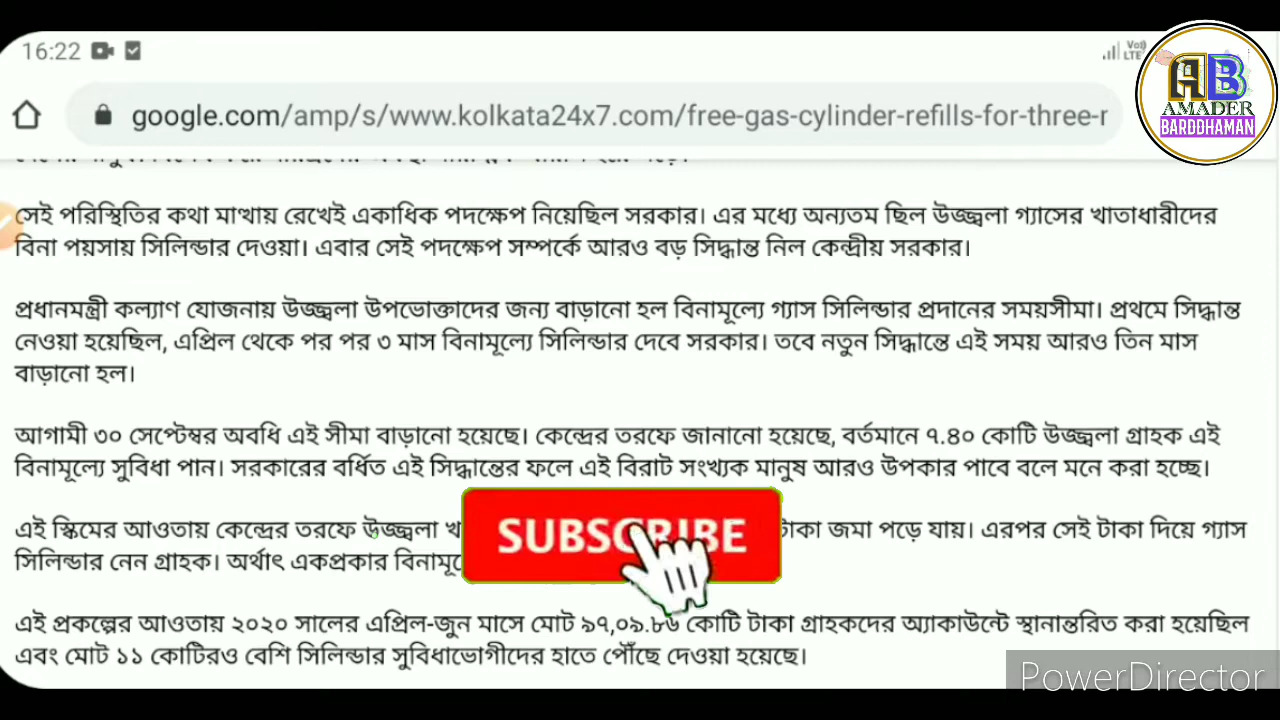 16:22
Vo)
LTE
AB
AMADER
BARDDHAMAN
google.com/amp/s/www.kolkata24x7.com/free-gas-cylinder-refills-for-three-r
সেই পরিস্থিতির কথা মাথায় রেখেই একাধিক পদক্ষেপ নিয়েছিল সরকার। এর মধ্যে অন্যতম ছিল উজ্জ্বলা গ্যাসের খাতাধারীদের
বিনা পয়সায় সিলিন্ডার দেওয়া। এবার সেই পদক্ষেপ সম্পর্কে আরও বড় সিদ্ধান্ত নিল কেন্দ্রীয় সরকার।
প্রধানমন্ত্রী কল্যাণ যোজনায় উজ্জ্বলা উপভোক্তাদের জন্য বাড়ানো হল বিনামূল্যে গ্যাস সিলিন্ডার প্রদানের সময়সীমা। প্রথমে সিদ্ধান্ত
নেওয়া হয়েছিল, এপ্রিল থেকে পর পর ৩ মাস বিনামূল্যে সিলিন্ডার দেবে সরকার। তবে নতুন সিদ্ধান্তে এই সময় আরও তিন মাস
বাড়ানো হল।
আগামী ৩০ সেপ্টেম্বর অবধি এই সীমা বাড়ানো হয়েছে। কেন্দ্রের তরফে জানানো হয়েছে, বর্তমানে ৭.৪০ কোটি উজ্জ্বলা গ্রাহক এই
বিনামূল্যে সুবিধা পান। সরকারের বর্ধিত এই সিদ্ধান্তের ফলে এই বিরাট সংখ্যক মানুষ আরও উপকার পাবে বলে মনে করা হচ্ছে।
এই স্কিমের আওতায় কেন্দ্রের তরফে উজ্জ্বলা টাকা জমা পড়ে যায়। এরপর সেই টাকা দিয়ে গ্যাস
SUBSCRIBE
সিলিন্ডার নেন গ্রাহক। অর্থাৎ একপ্রকার
এই প্রকল্পের আওতায় ২০২০ সালের এপ্রিল-জুন মাসে মোট ৯৭,০৯.৮৬ কোটি টাকা গ্রাহকদের অ্যাকাউন্টে স্থানান্তরিত করা হয়েছিল
এবং মোট ১১ কোটিরও বেশি সিলিন্ডার সুবিধাভোগীদের হাতে পৌঁছে দেওয়া হয়েছে।
PowerDirector